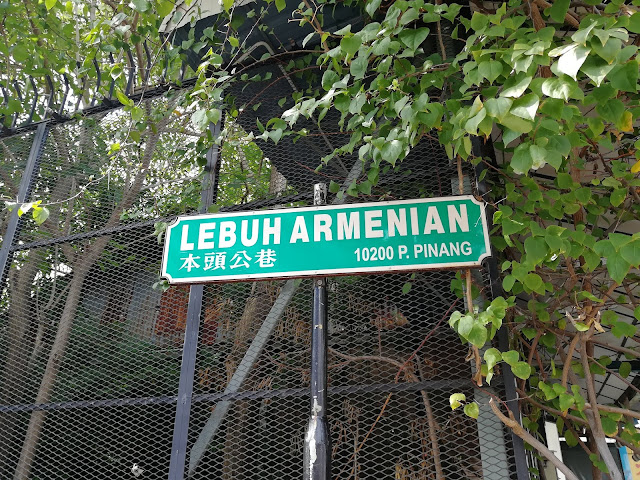 LEBUH ARMENIAN
本頭公巷
10200 P. PINANG